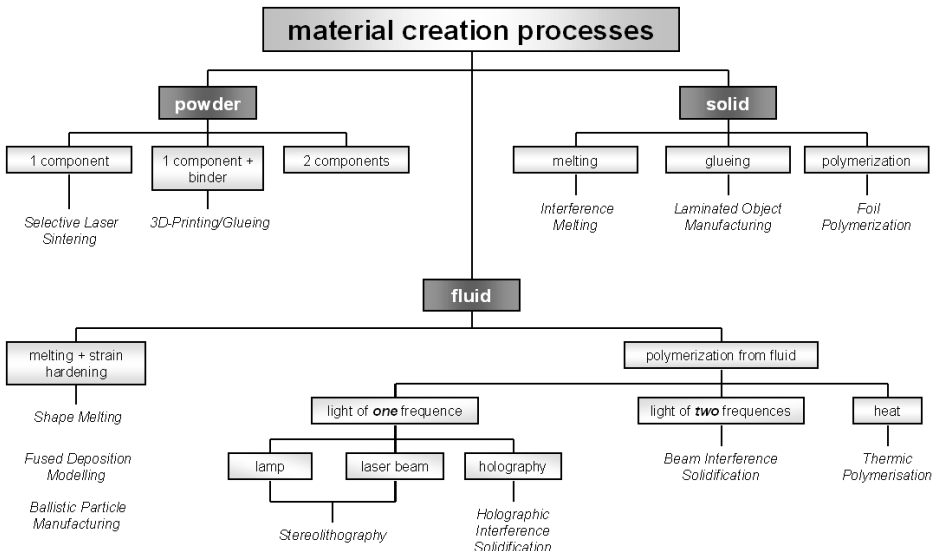 material creation processes
powder
solid
1 component
1 component +
binder
2 components
melting
glueing
polymerization
Selective Laser
Sintering
3D-Printing/Glueing
Interference
Melting
Laminated Object
Manufacturing
Foil
Polymerization
fluid
melting + strain
hardening
polymerization from fluid
Shape Melting
Fused Deposition
Modelling
Ballistic Particle
Manufacturing
light of one frequence
light of two frequences
heat
lamp
laser beam
holography
Beam Interference
Solidification
Thermic
Polymerisation
Stereolithography
Holographic
Interference
Solidification